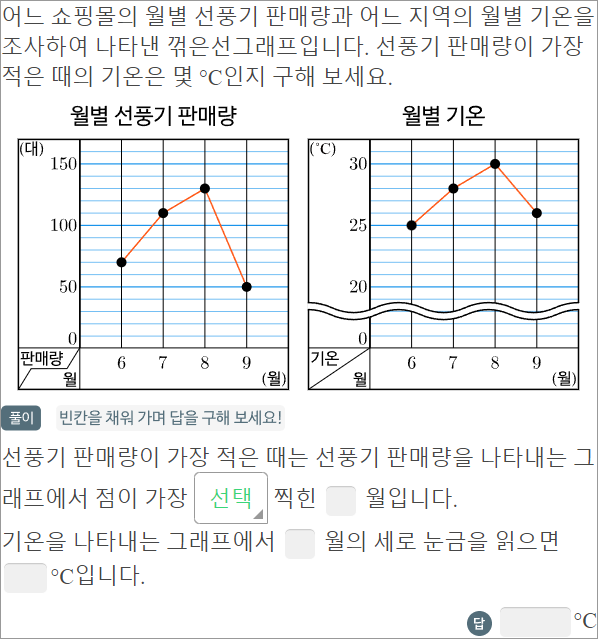 어느 쇼핑몰의 월별 선풍기 판매량과 어느 지역의 월별 기온을
조사하여 나타낸 꺾은선그래프입니다. 선풍기 판매량이 가장
적은 때의 기온은 몇 °C인지 구해 보세요.
월별 선풍기 판매량
(대)
150
100
50
0
판매량
월
6 7 8 9
(월)
월별 기온
(°C)
30
25
20
0
기온
월
6 7 8 9
(월)
풀이 빈칸을 채워 가며 답을 구해 보세요!
선풍기 판매량이 가장 적은 때는 선풍기 판매량을 나타내는 그
래프에서 점이 가장 선택 찍힌 월입니다.
기온을 나타내는 그래프에서 월의 세로 눈금을 읽으면
°C입니다.
답 °C